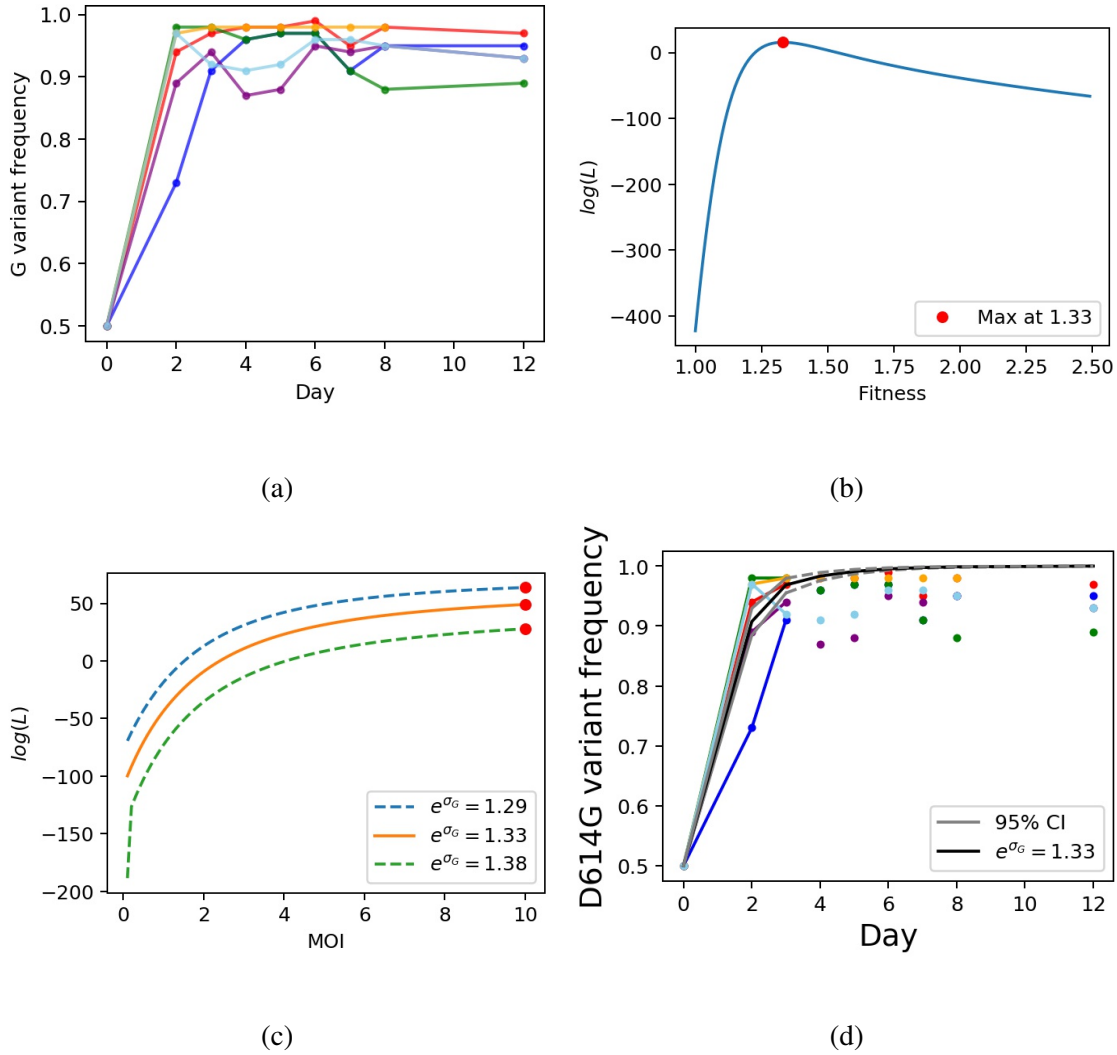 1.0
0.9
0.8
0.7
0.6
0.5
G variant frequency
0 2 4 6 8 10 12
Day
(a)
0
−100
−200
−300
−400
log(L)
Max at 1.33
1.00 1.25 1.50 1.75 2.00 2.25 2.50
Fitness
(b)
50
0
−50
−100
−150
−200
log(L)
e^{σ_G} = 1.29
e^{σ_G} = 1.33
e^{σ_G} = 1.38
0 2 4 6 8 10
MOI
(c)
1.0
0.9
0.8
0.7
0.6
0.5
D614G variant frequency
95% CI
e^{σ_G} = 1.33
0 2 4 6 8 10 12
Day
(d)